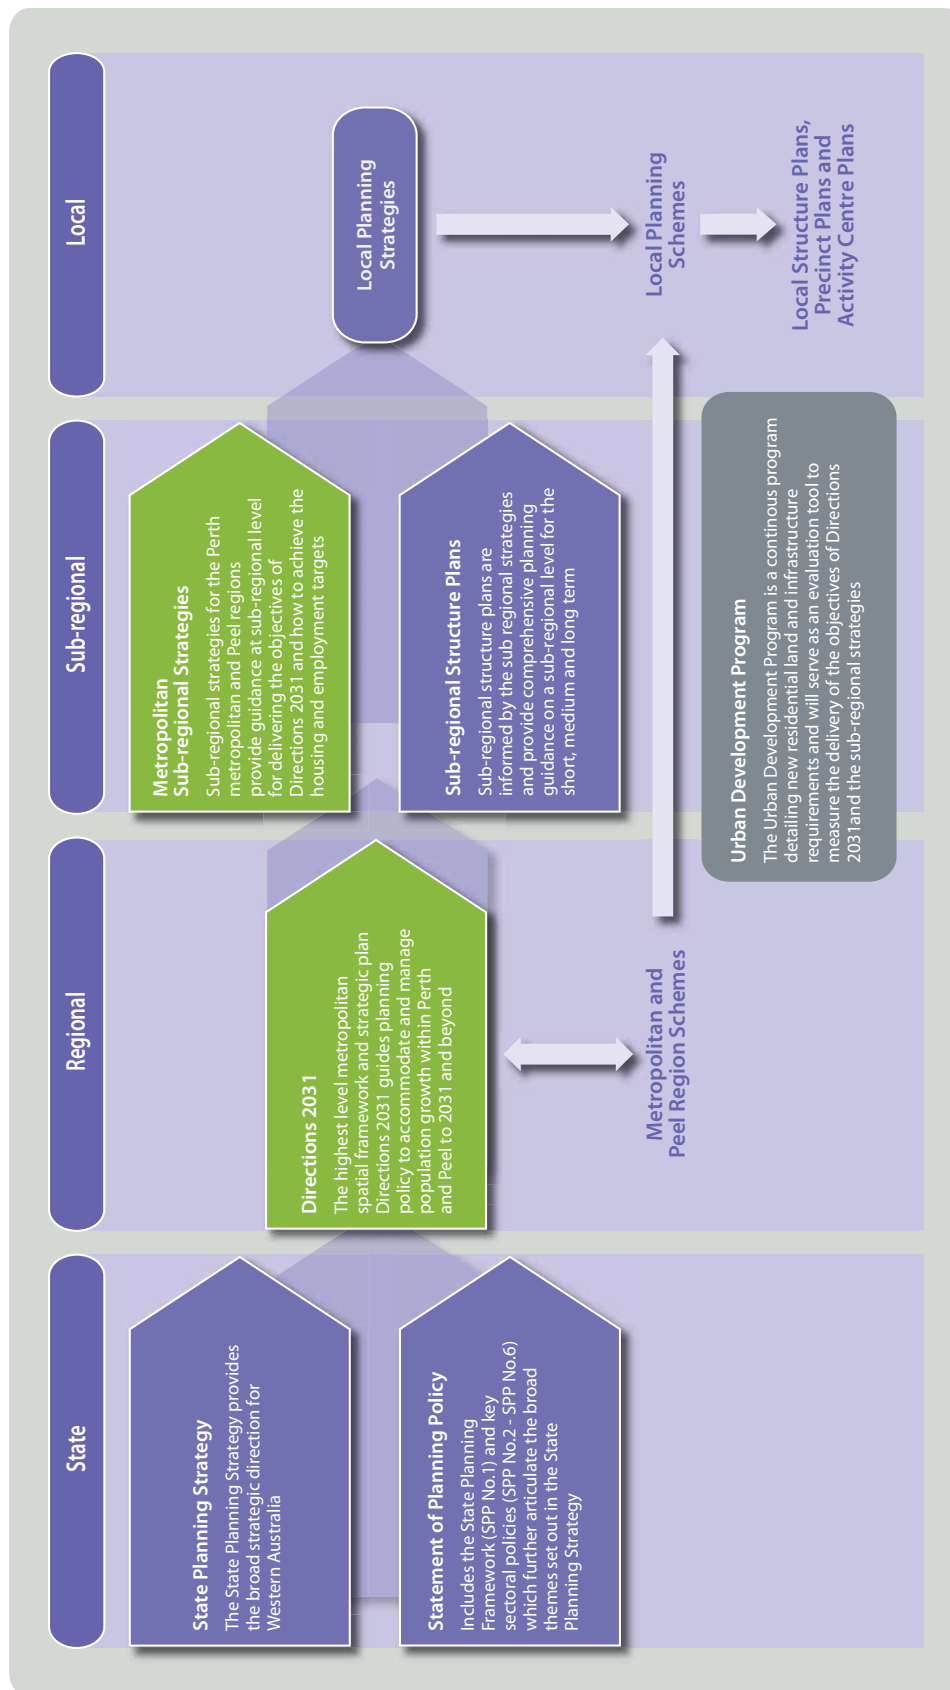 State
Regional
Sub-regional
Local
State Planning Strategy
The State Planning Strategy provides
the broad strategic direction for
Western Australia
Statement of Planning Policy
Includes the State Planning
Framework (SPP No.1) and key
sectoral policies (SPP No.2 - SPP No.6)
which further articulate the broad
themes set out in the State
Planning Strategy
Directions 2031
The highest level metropolitan
spatial framework and strategic plan
Directions 2031 guides planning
policy to accommodate and manage
population growth within Perth
and Peel to 2031 and beyond
Metropolitan and
Peel Region Schemes
Metropolitan
Sub-regional Strategies
Sub-regional strategies for the Perth
metropolitan and Peel regions
provide guidance at sub-regional level
for delivering the objectives of
Directions 2031 and how to achieve the
housing and employment targets
Sub-regional Structure Plans
Sub-regional structure plans are
informed by the sub regional strategies
and provide comprehensive planning
guidance on a sub-regional level for the
short, medium and long term
Urban Development Program
The Urban Development Program is a continous program
detailing new residential land and infrastructure
requirements and will serve as an evaluation tool to
measure the delivery of the objectives of Directions
2031and the sub-regional strategies
Local Planning
Strategies
Local Planning
Schemes
Local Structure Plans,
Precinct Plans and
Activity Centre Plans